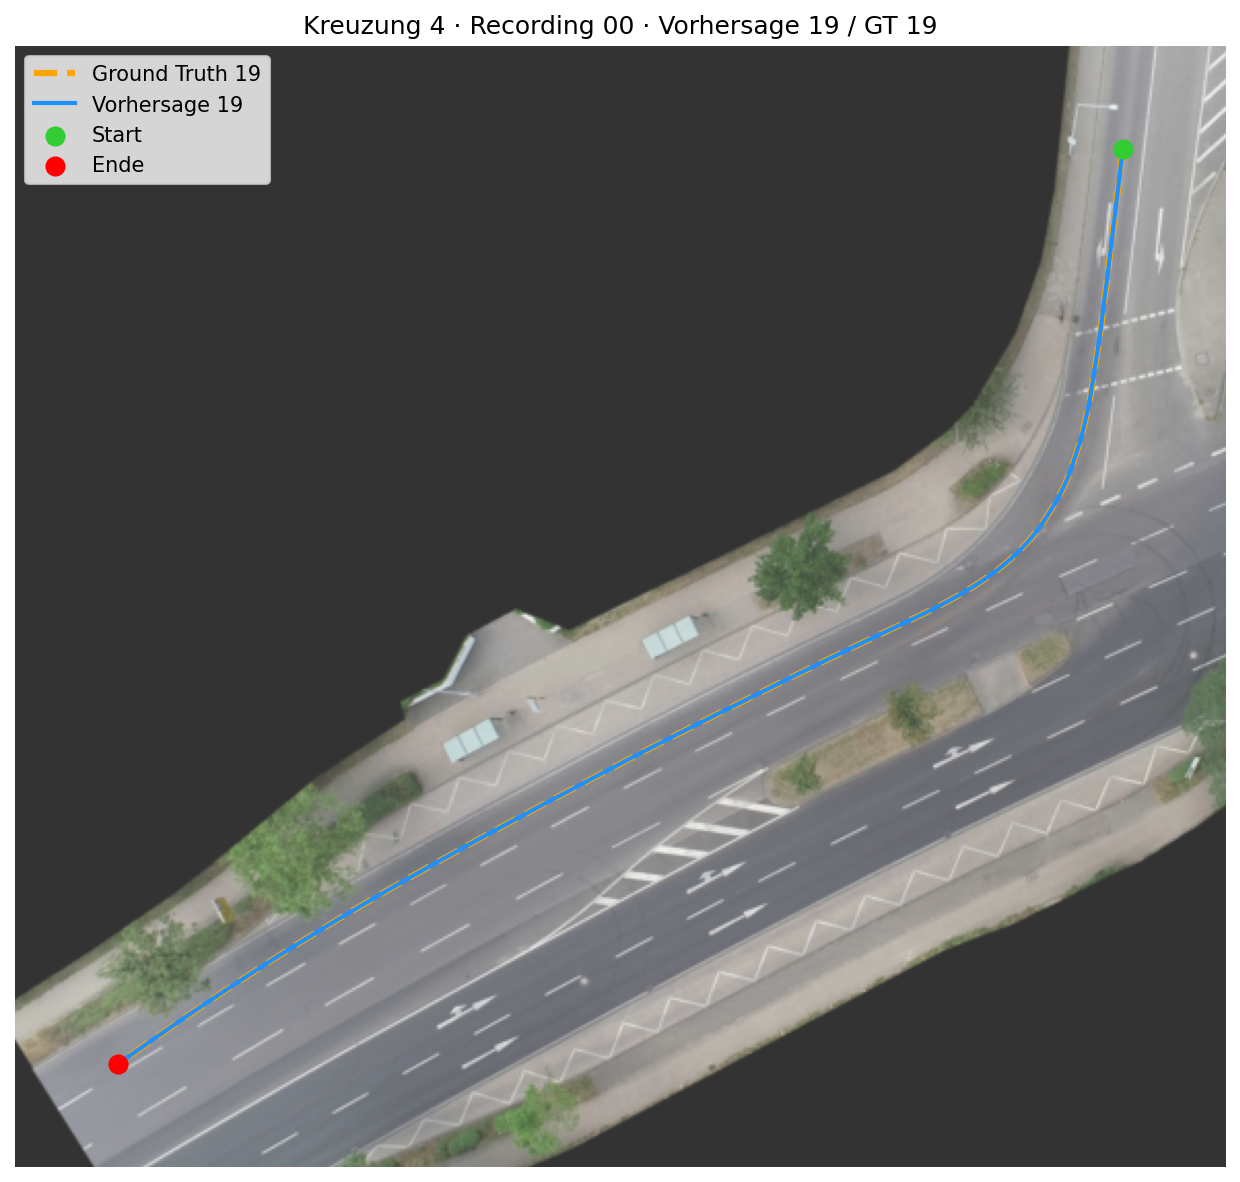 Kreuzung 4 · Recording 00 · Vorhersage 19 / GT 19
Ground Truth 19
Vorhersage 19
Start
Ende